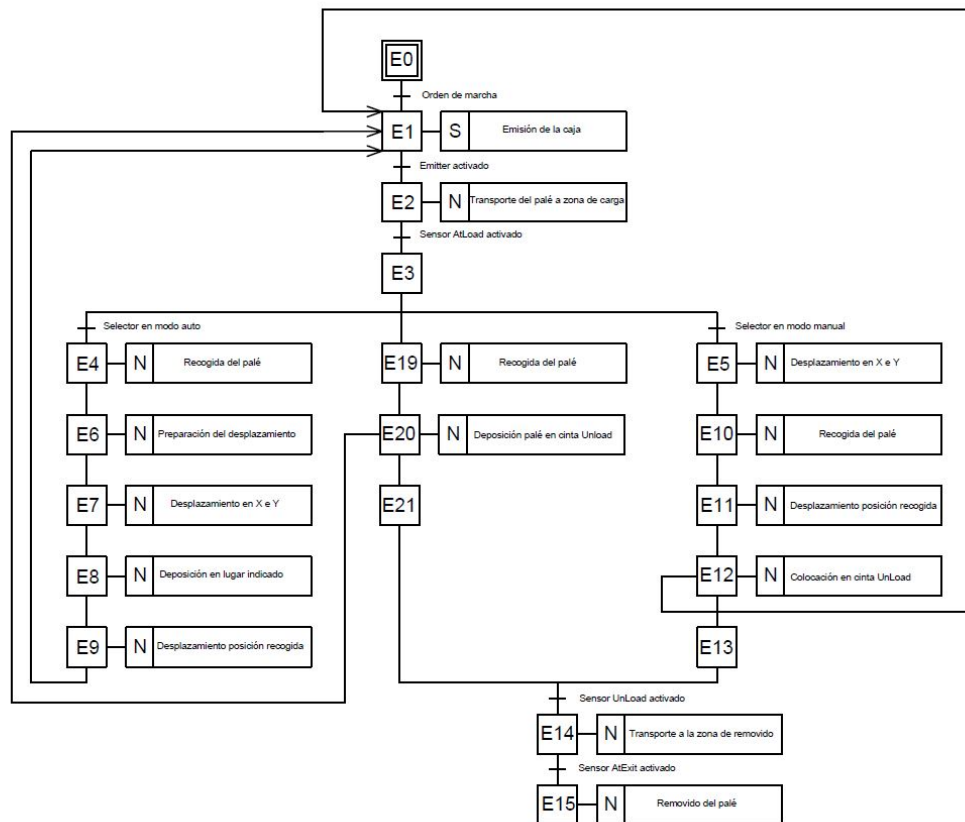 E0
Orden de marcha
E1 S Emisión de la caja
Emitter activado
E2 N Transporte del palé a zona de carga
Sensor AtLoad activado
E3
Selector en modo auto
Selector en modo manual
E4 N Recogida del palé
E19 N Recogida del palé
E5 N Desplazamiento en X e Y
E6 N Preparación del desplazamiento
E20 N Deposición palé en cinta Unload
E10 N Recogida del palé
E7 N Desplazamiento en X e Y
E21
E11 N Desplazamiento posición recogida
E8 N Deposición en lugar indicado
E12 N Colocación en cinta UnLoad
E9 N Desplazamiento posición recogida
E13
Sensor UnLoad activado
E14 N Transporte a la zona de removido
Sensor AtExit activado
E15 N Removido del palé